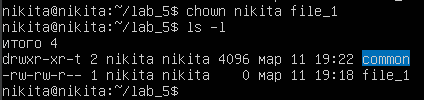 nikita@nikita:~/lab_5$ chown nikita file_1
nikita@nikita:~/lab_5$ ls -l
итого 4
drwxr-xr-t 2 nikita nikita 4096 мар 11 19:22 common
-rw-rw-r-- 1 nikita nikita    0 мар 11 19:18 file_1
nikita@nikita:~/lab_5$